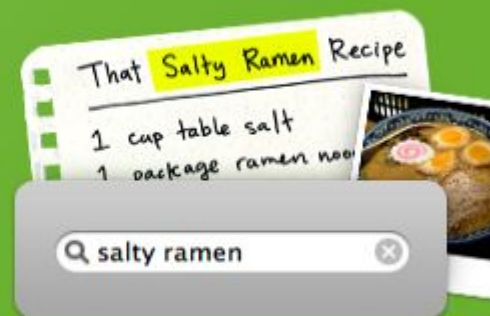 That Salty Ramen Recipe
1 cup table salt
1 package ramen
salty ramen